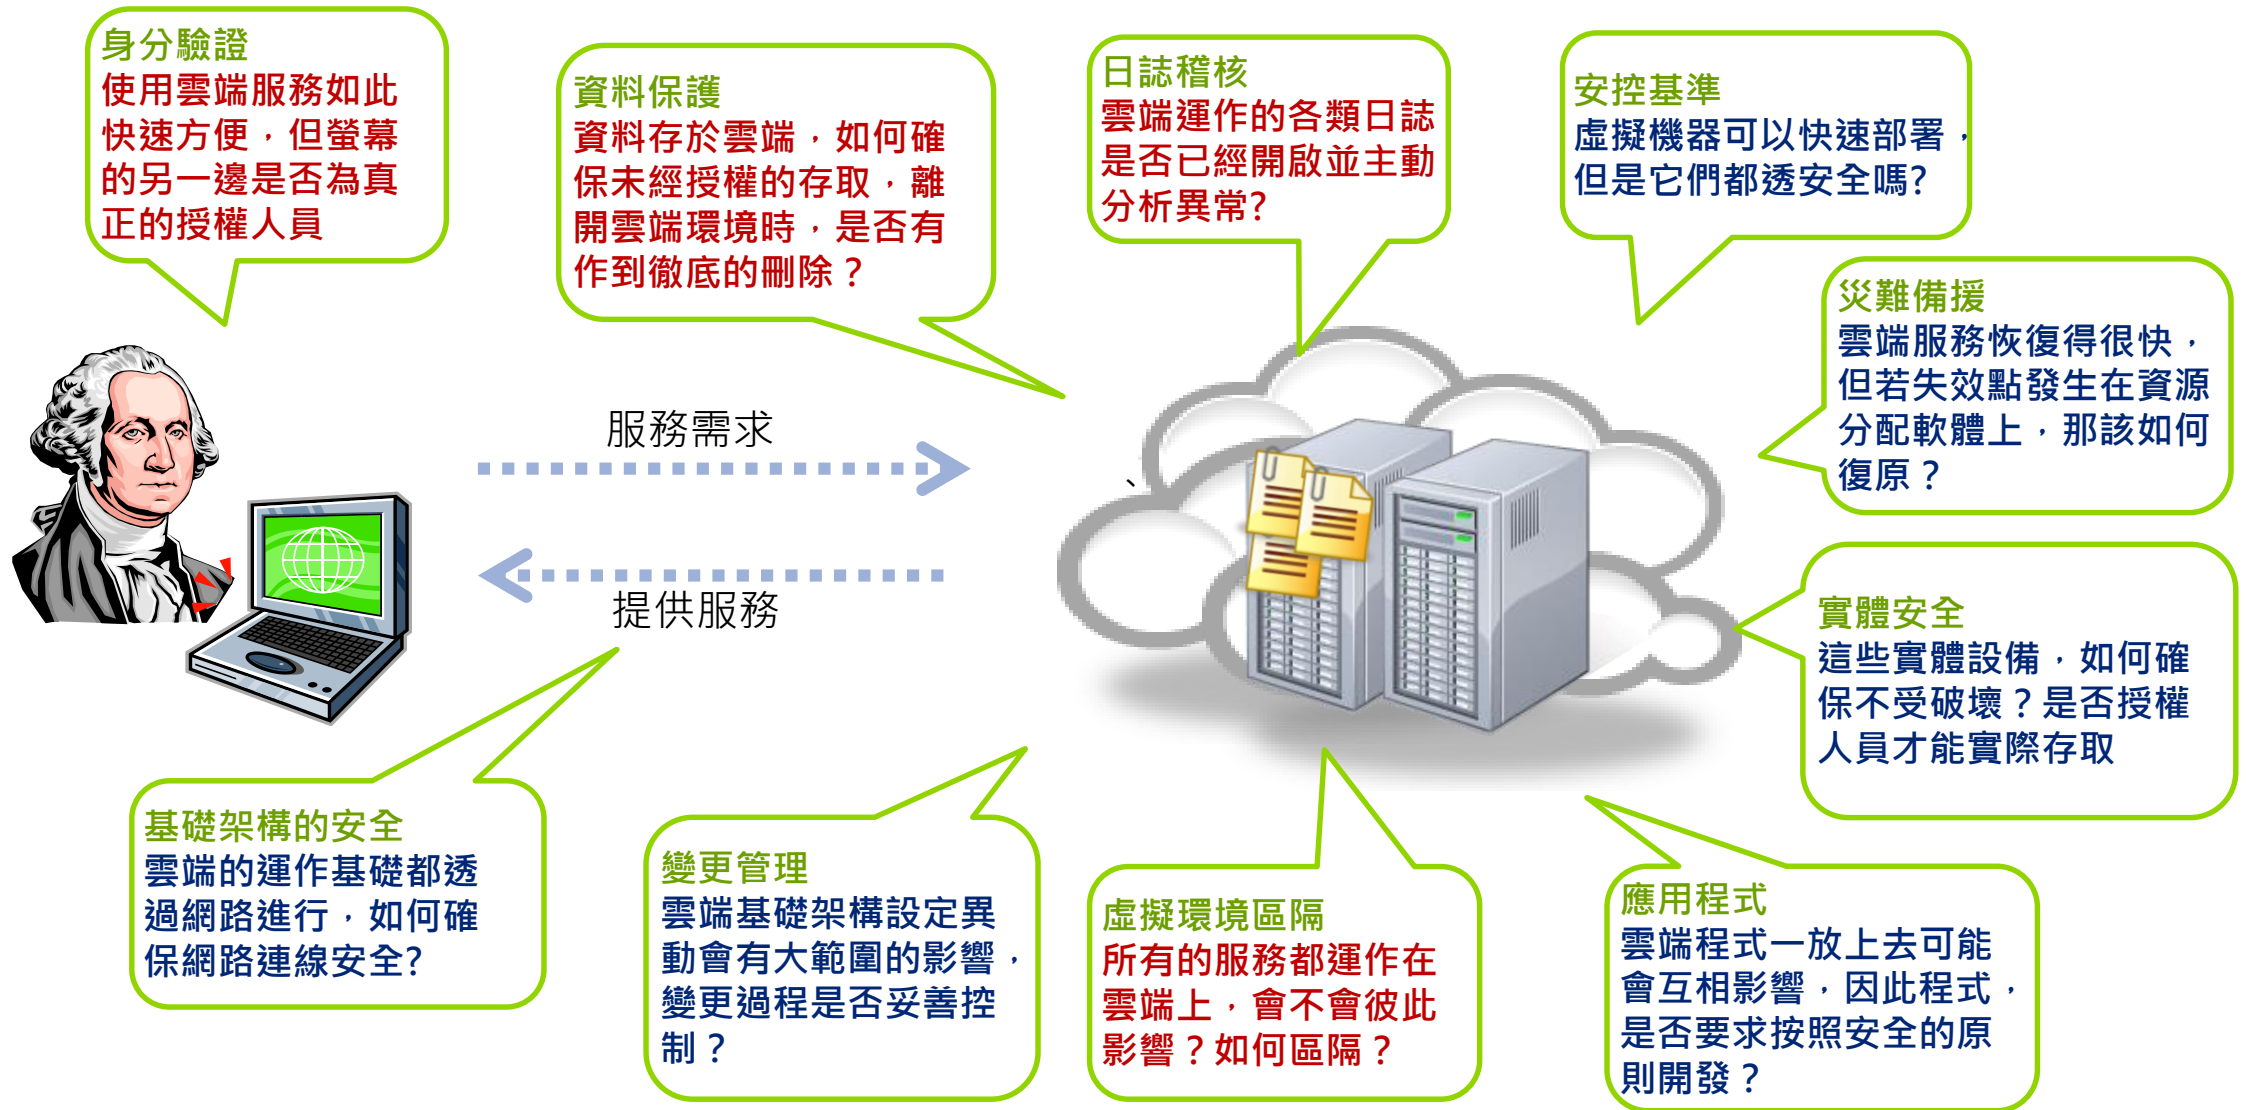 身分驗證
使用雲端服務如此
快速方便，但螢幕
的另一邊是否為真
正的授權人員
資料保護
資料存於雲端，如何確
保未經授權的存取，離
開雲端環境時，是否有
作到徹底的刪除？
日誌稽核
雲端運作的各類日誌
是否已經開啟並主動
分析異常?
安控基準
虛擬機器可以快速部署，
但是它們都透安全嗎?
災難備援
雲端服務恢復得很快，
但若失效點發生在資源
分配軟體上，那該如何
復原？
服務需求
、
提供服務
實體安全
這些實體設備，如何確
保不受破壞？是否授權
人員才能實際存取
基礎架構的安全
雲端的運作基礎都透
過網路進行，如何確
保網路連線安全?
變更管理
雲端基礎架構設定異
動會有大範圍的影響，
變更過程是否妥善控
制？
虛擬環境區隔
所有的服務都運作在
雲端上，會不會彼此
影響？如何區隔？
應用程式
雲端程式一放上去可能
會互相影響，因此程式，
是否要求按照安全的原
則開發？